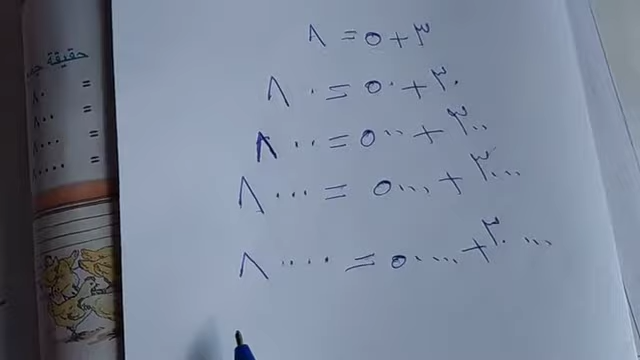 ٣ + ٥ = ٨
٣٠ + ٥٠ = ٨٠
٣٠٠ + ٥٠٠ = ٨٠٠
٣٠٠٠ + ٥٠٠٠ = ٨٠٠٠
٣٠٠٠٠ + ٥٠٠٠٠ = ٨٠٠٠٠
حقيقة